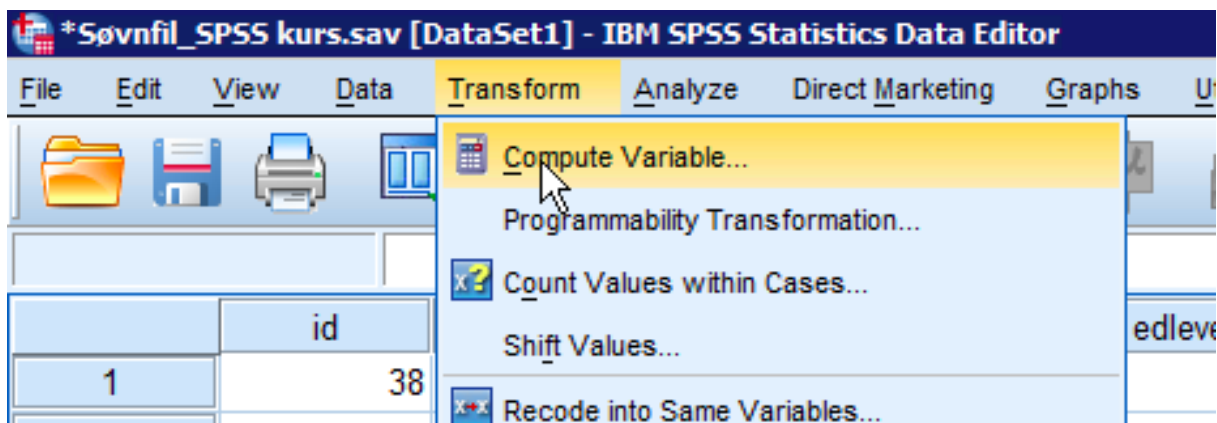 *Søvnfil_SPSS kurs.sav [DataSet1] - IBM SPSS Statistics Data Editor
File Edit View Data Transform Analyze Direct Marketing Graphs
Compute Variable...
Programmability Transformation...
Count Values within Cases...
Shift Values...
id
1 38
Recode into Same Variables...